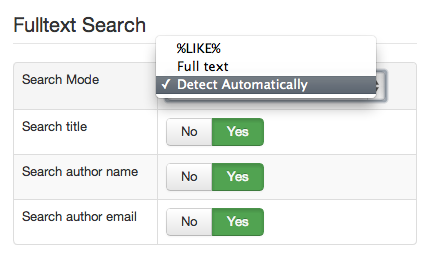 Fulltext Search
%LIKE%
Full text
Search Mode ✓ Detect Automatically
Search title No Yes
Search author name No Yes
Search author email No Yes